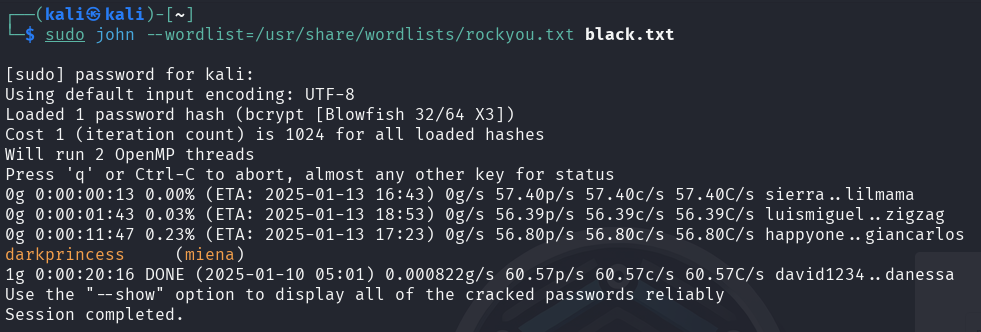 ┌──(kali㉿kali)-[~]
└─$ sudo john --wordlist=/usr/share/wordlists/rockyou.txt black.txt
[sudo] password for kali:
Using default input encoding: UTF-8
Loaded 1 password hash (bcrypt [Blowfish 32/64 X3])
Cost 1 (iteration count) is 1024 for all loaded hashes
Will run 2 OpenMP threads
Press 'q' or Ctrl-C to abort, almost any other key for status
0g 0:00:00:13 0.00% (ETA: 2025-01-13 16:43) 0g/s 57.40p/s 57.40c/s 57.40C/s sierra..lilmama
0g 0:00:01:43 0.03% (ETA: 2025-01-13 18:53) 0g/s 56.39p/s 56.39c/s 56.39C/s luismiguel..zigzag
0g 0:00:11:47 0.23% (ETA: 2025-01-13 17:23) 0g/s 56.80p/s 56.80c/s 56.80C/s happyone..giancarlos
darkprincess     (miena)
1g 0:00:20:16 DONE (2025-01-10 05:01) 0.000822g/s 60.57p/s 60.57c/s 60.57C/s david1234..danessa
Use the "--show" option to display all of the cracked passwords reliably
Session completed.